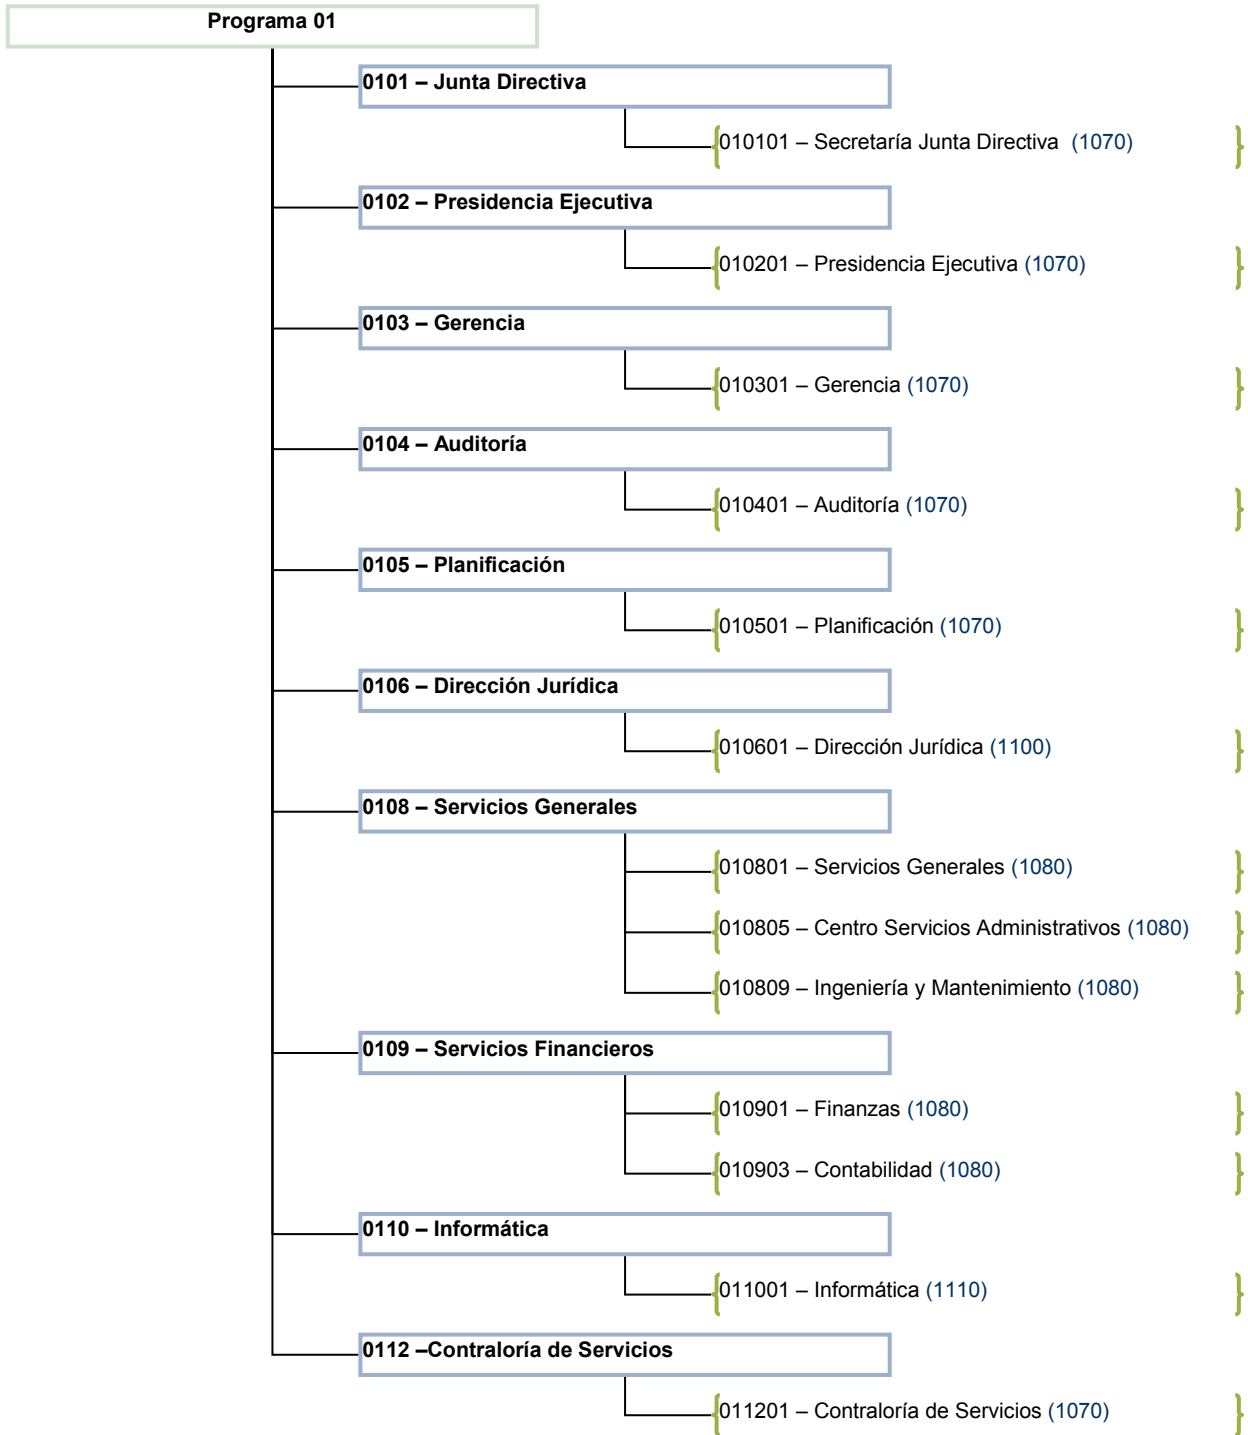 Programa 01
0101 – Junta Directiva
010101 – Secretaría Junta Directiva (1070)
0102 – Presidencia Ejecutiva
010201 – Presidencia Ejecutiva (1070)
0103 – Gerencia
010301 – Gerencia (1070)
0104 – Auditoría
010401 – Auditoría (1070)
0105 – Planificación
010501 – Planificación (1070)
0106 – Dirección Jurídica
010601 – Dirección Jurídica (1100)
0108 – Servicios Generales
010801 – Servicios Generales (1080)
010805 – Centro Servicios Administrativos (1080)
010809 – Ingeniería y Mantenimiento (1080)
0109 – Servicios Financieros
010901 – Finanzas (1080)
010903 – Contabilidad (1080)
0110 – Informática
011001 – Informática (1110)
0112 –Contraloría de Servicios
011201 – Contraloría de Servicios (1070)